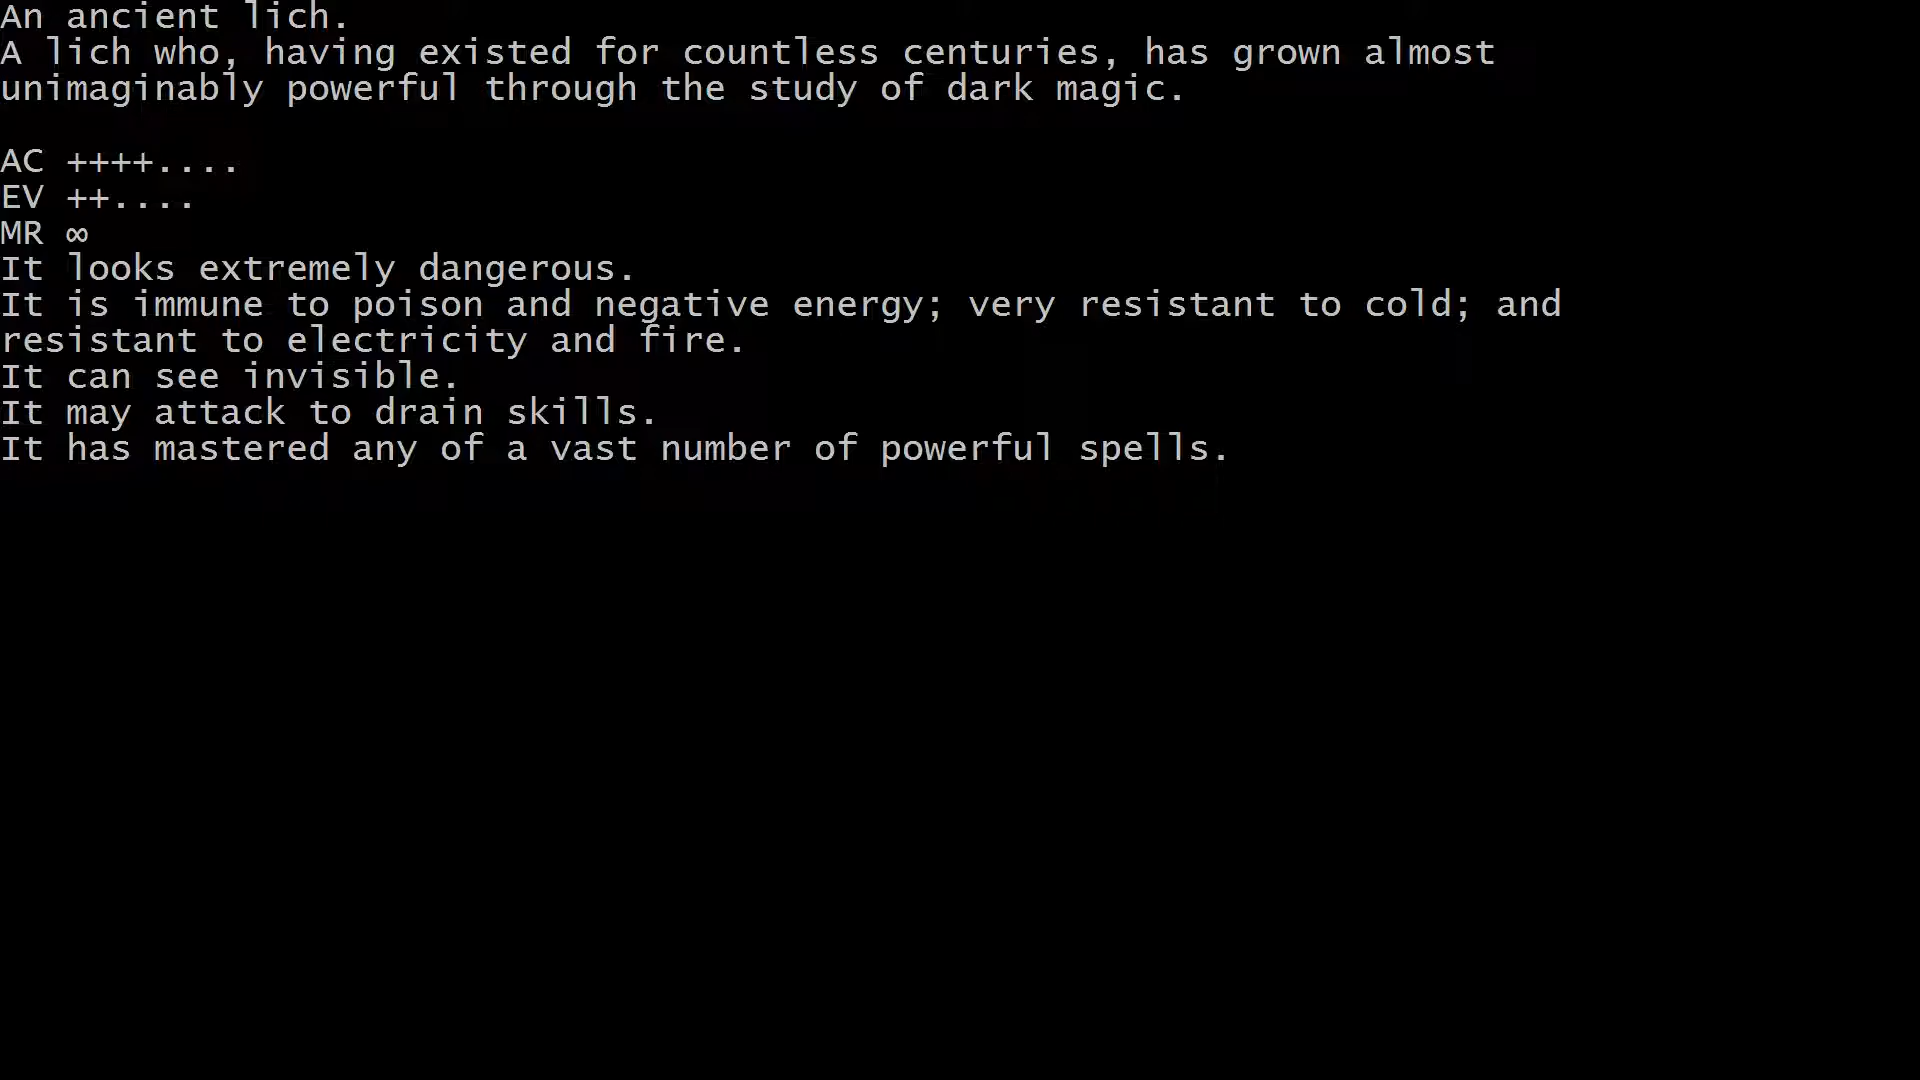 An ancient lich.
A lich who, having existed for countless centuries, has grown almost
unimaginably powerful through the study of dark magic.
AC ++++....
EV ++....
MR ∞
It looks extremely dangerous.
It is immune to poison and negative energy; very resistant to cold; and
resistant to electricity and fire.
It can see invisible.
It may attack to drain skills.
It has mastered any of a vast number of powerful spells.